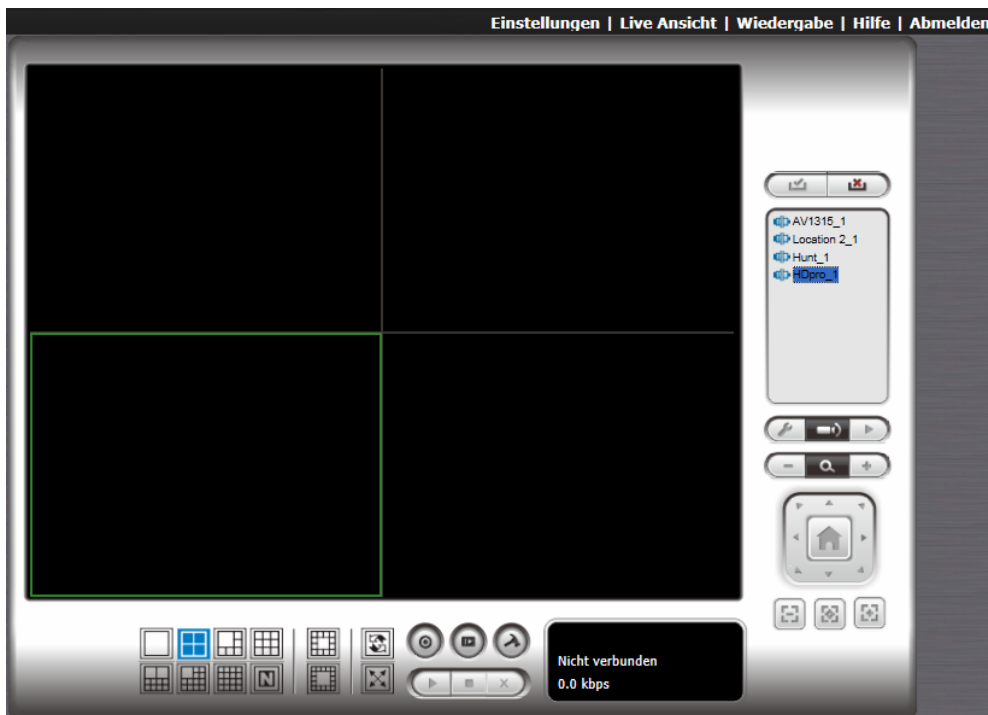 Einstellungen | Live Ansicht | Wiedergabe | Hilfe | Abmelden
AV1315_1
Location 2_1
Hunt_1
HDpro_1
N
Nicht verbunden
0.0 kbps